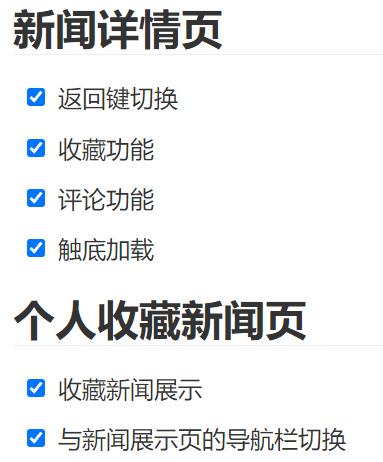 新闻详情页
返回键切换
收藏功能
评论功能
触底加载
个人收藏新闻页
收藏新闻展示
与新闻展示页的导航栏切换